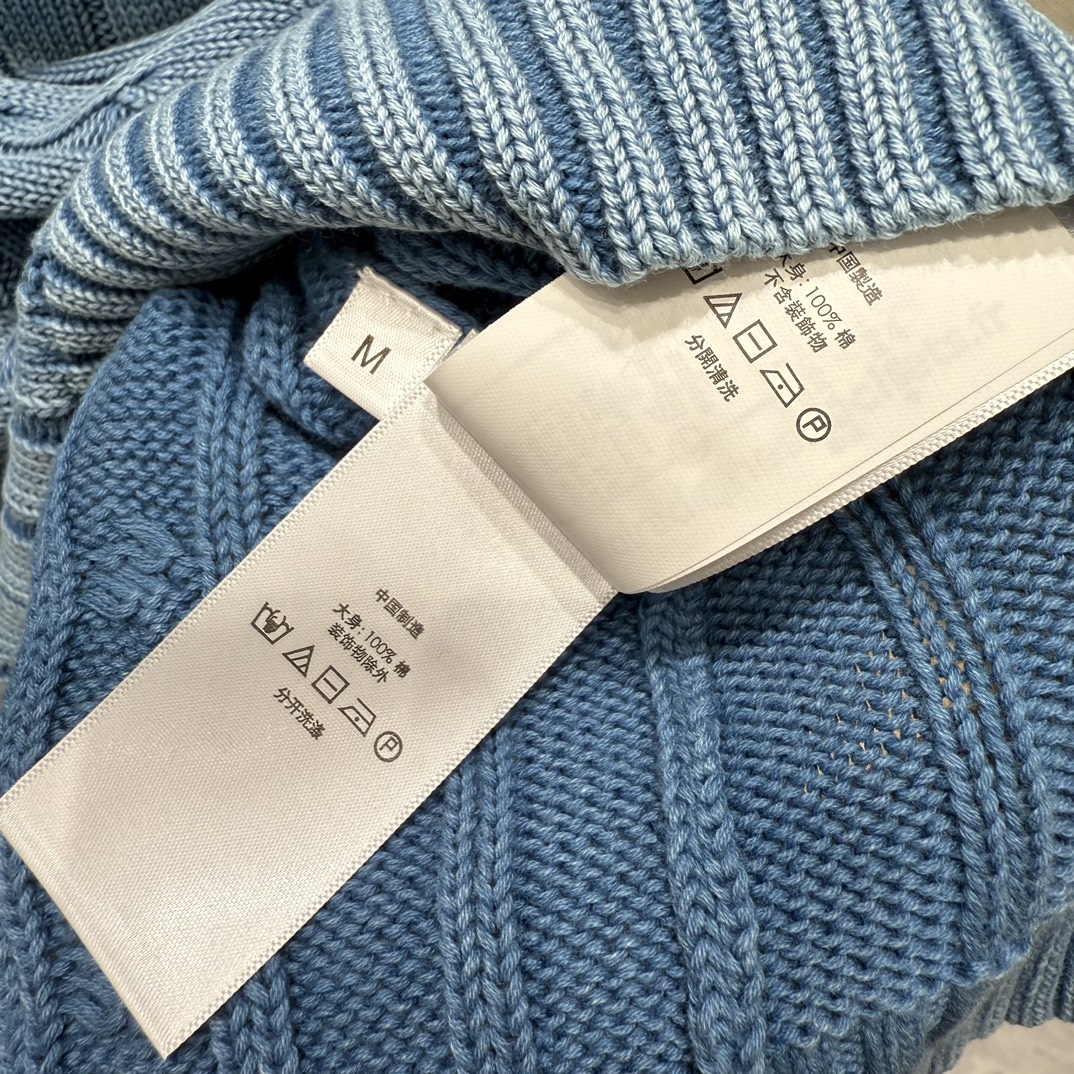 M
中国制造
大身: 100% 棉
装饰物除外
P
分开洗涤
中国製造
大身: 100% 棉
不含装飾物
P
分開清洗